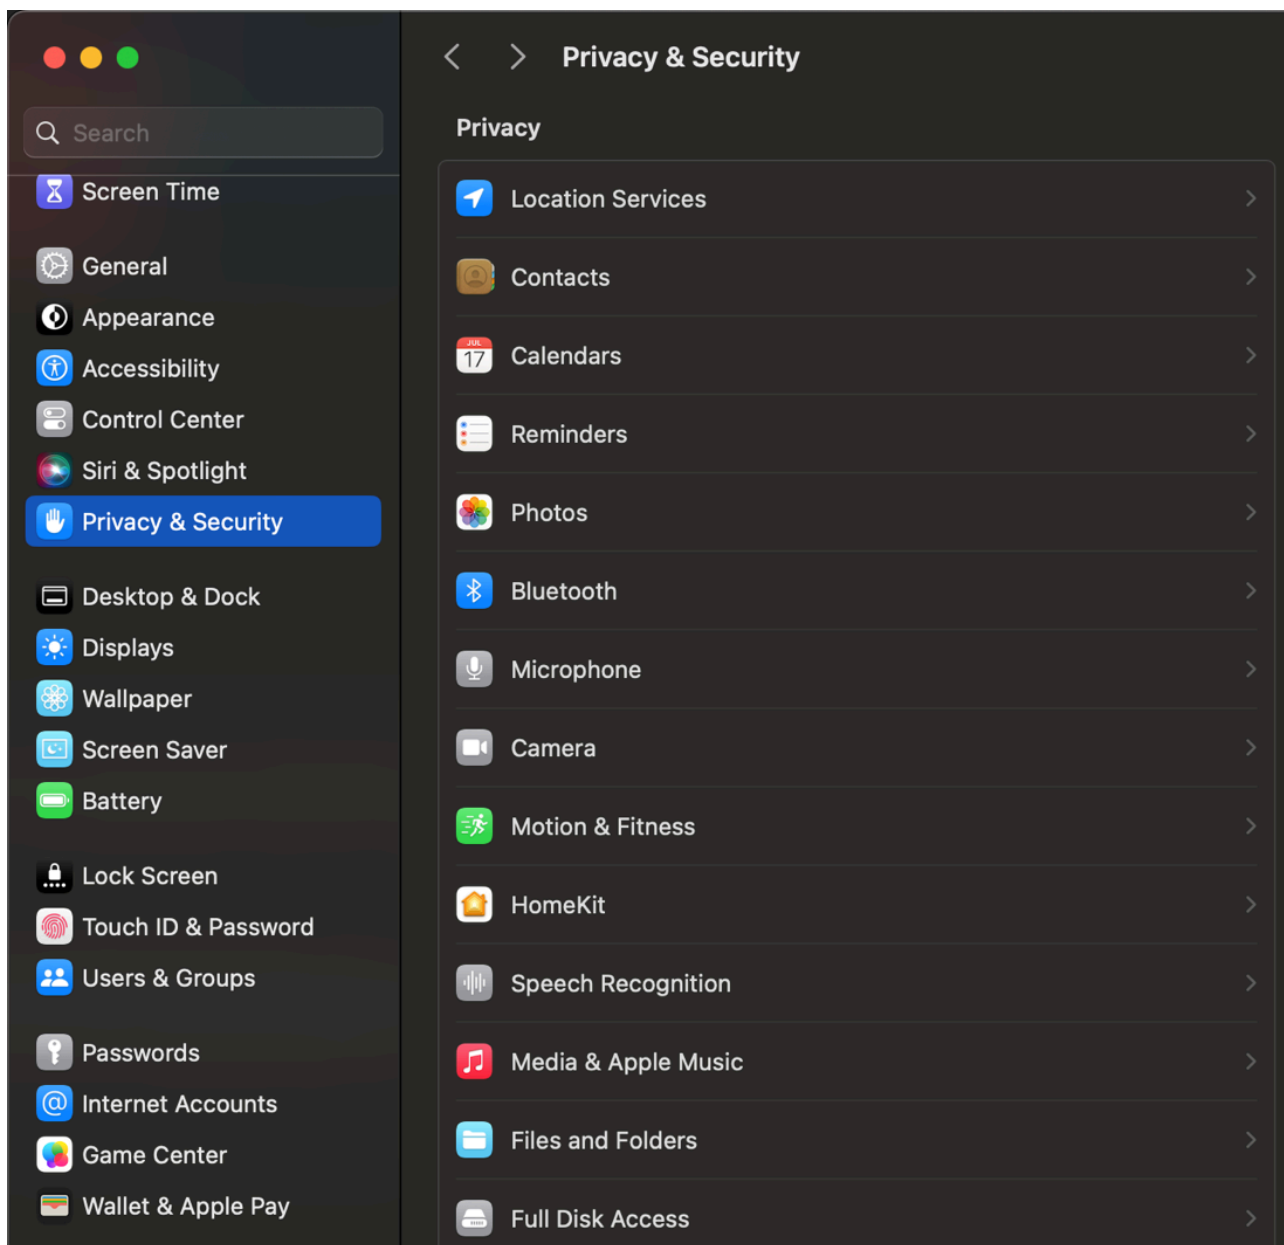 Search
Screen Time
General
Appearance
Accessibility
Control Center
Siri & Spotlight
Privacy & Security
Desktop & Dock
Displays
Wallpaper
Screen Saver
Battery
Lock Screen
Touch ID & Password
Users & Groups
Passwords
Internet Accounts
Game Center
Wallet & Apple Pay
Privacy & Security
Privacy
Location Services
Contacts
JUL
17
Calendars
Reminders
Photos
Bluetooth
Microphone
Camera
Motion & Fitness
HomeKit
Speech Recognition
Media & Apple Music
Files and Folders
Full Disk Access